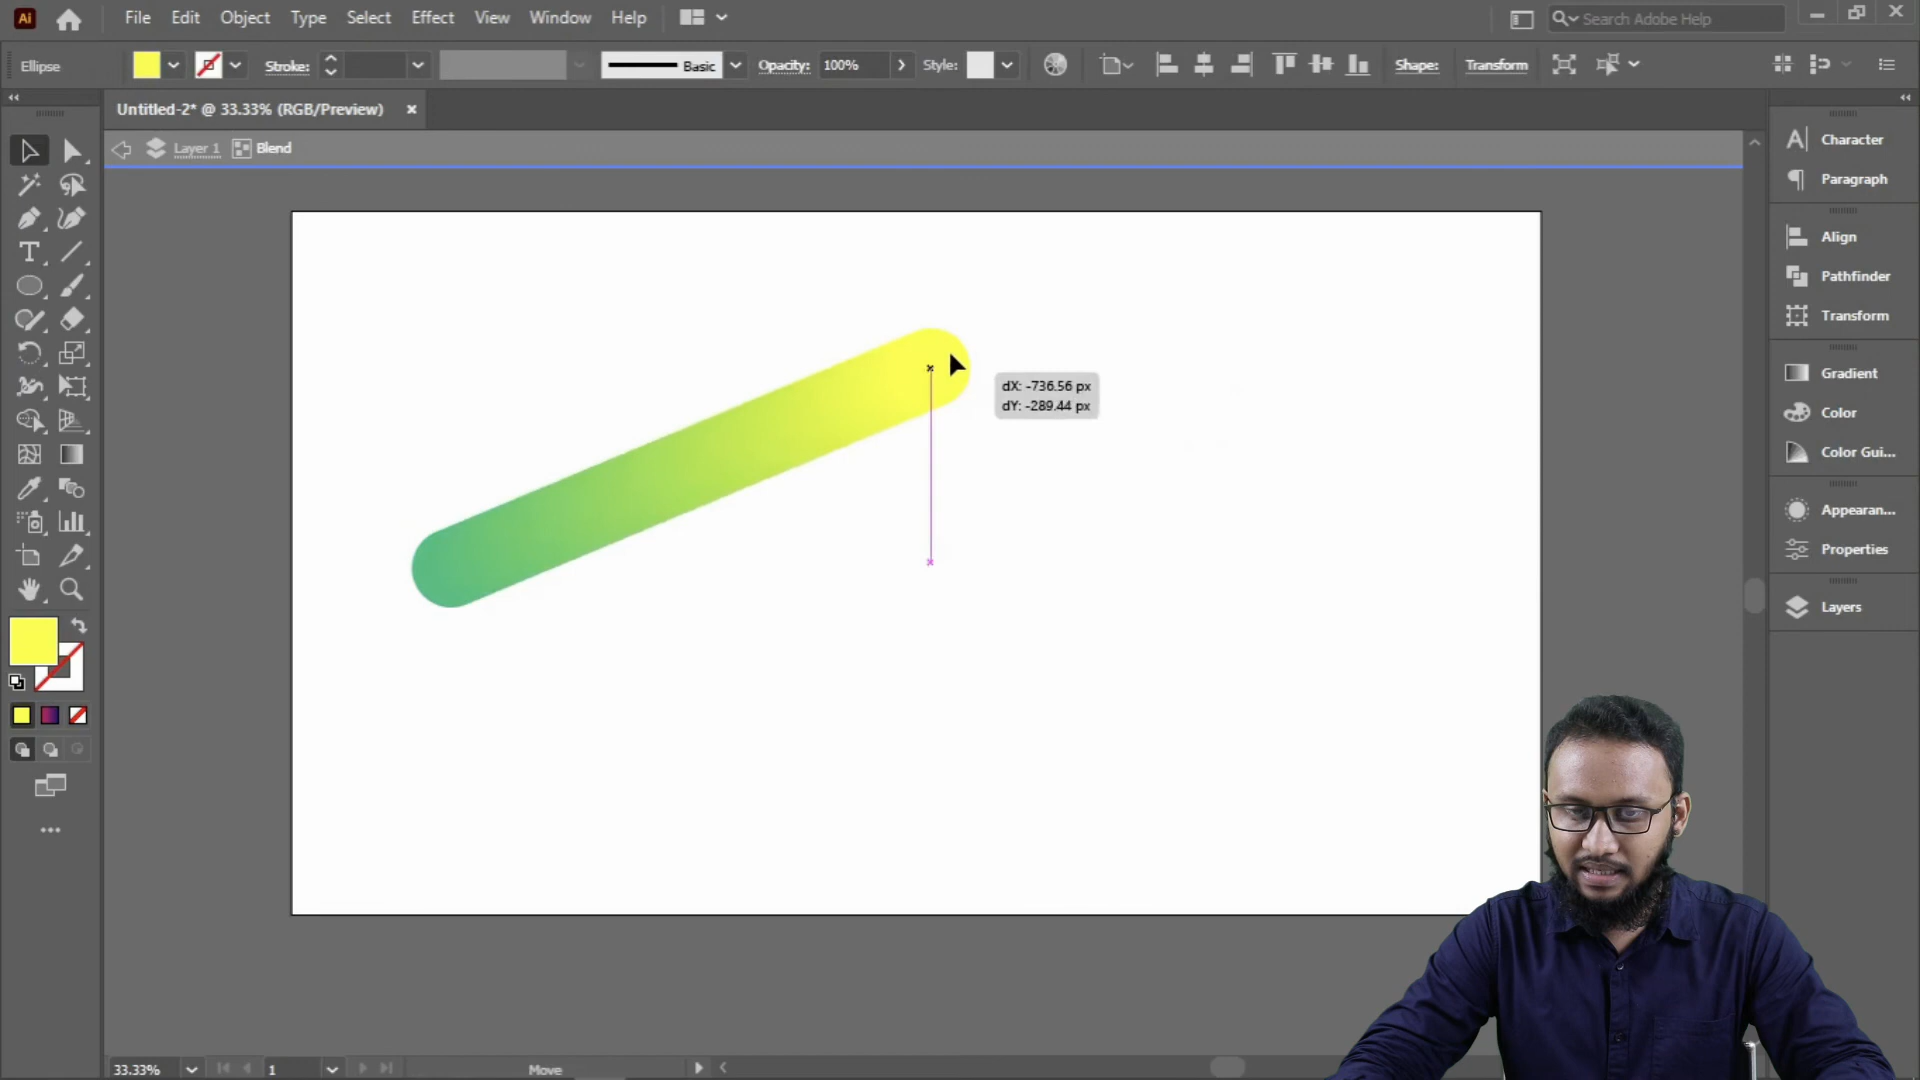 Ai File Edit Object Type Select Effect View Window Help Search Adobe Help
Ellipse Stroke: Basic Opacity: 100% Style: Shape: Transform
Untitled-2* @ 33.33% (RGB/Preview)
Layer 1 Blend
Character
Paragraph
Align
Pathfinder
Transform
Gradient
Color
Color Gui...
Appearan...
Properties
Layers
dX: -736.56 px
dY: -289.44 px
33.33% 1 Move